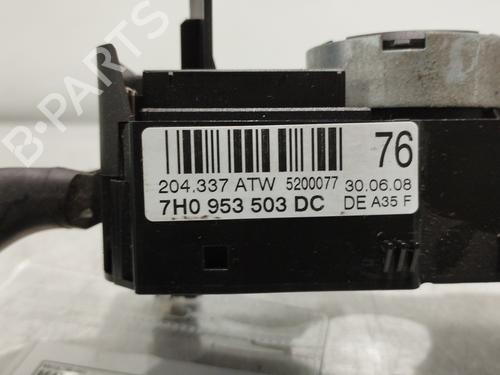 B-PARTS
76
204.337 ATW 5200077 30.06.08
7H0 953 503 DC DE A35 F